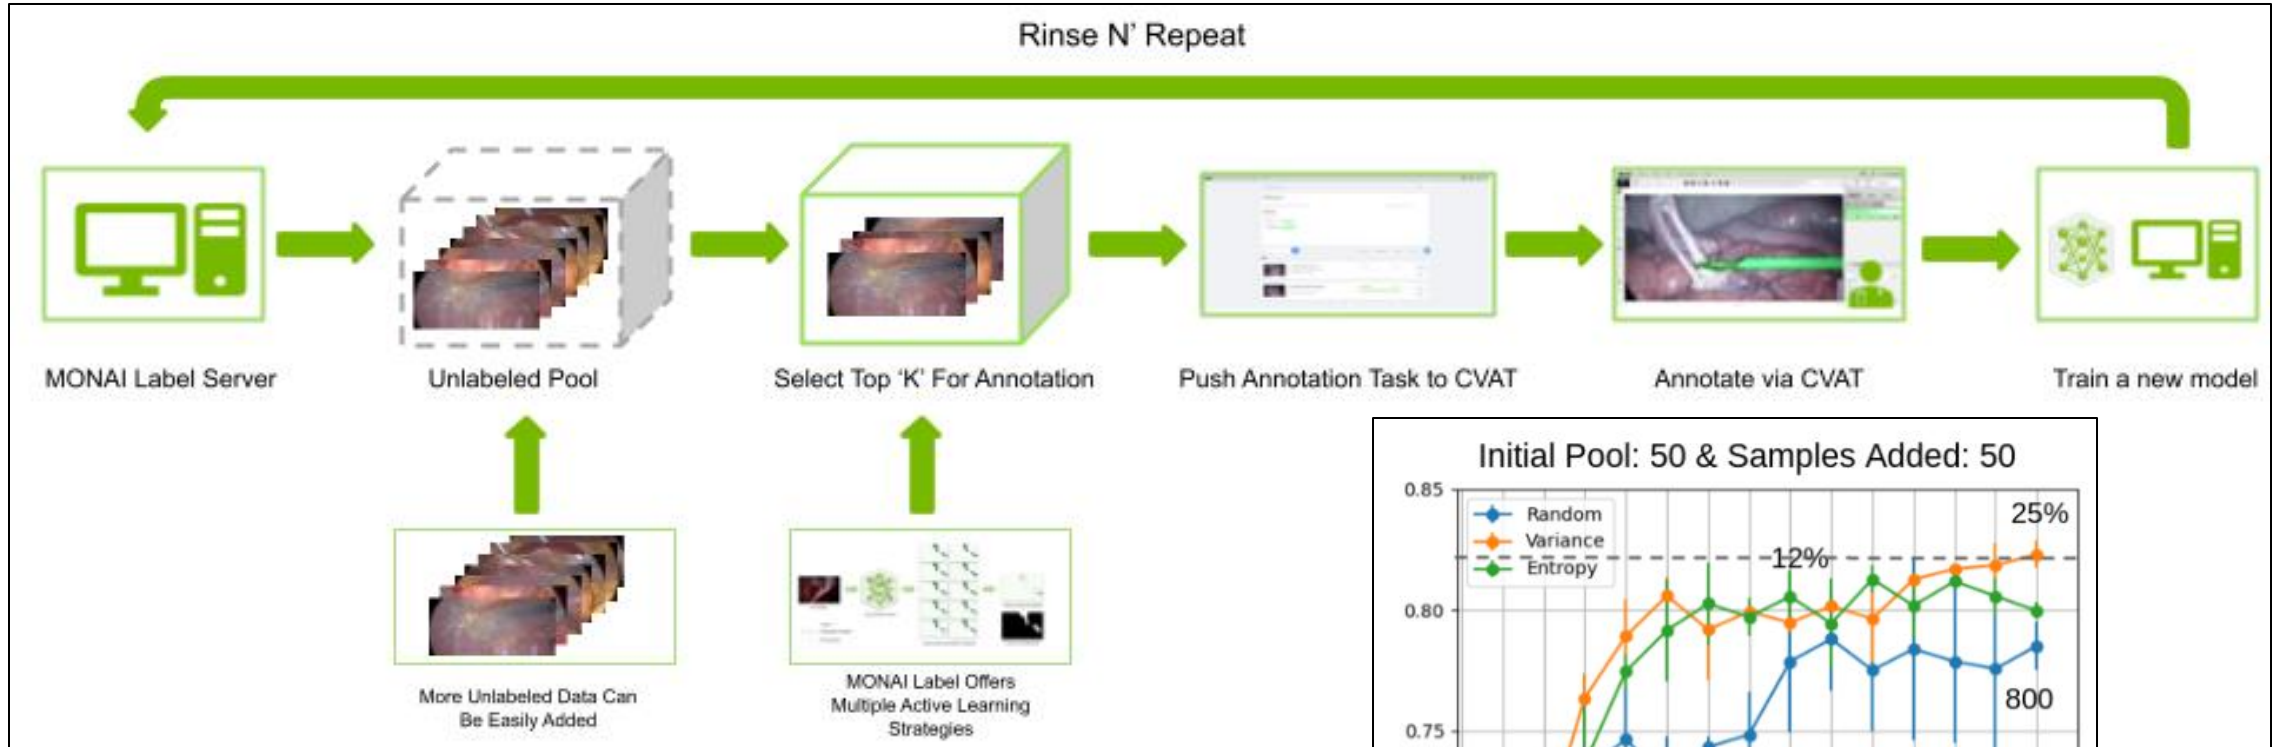 Rinse N' Repeat
MONAI Label Server
Unlabeled Pool
Select Top 'K' For Annotation
Push Annotation Task to CVAT
Annotate via CVAT
Train a new model
More Unlabeled Data Can
Be Easily Added
MONAI Label Offers
Multiple Active Learning
Strategies
Initial Pool: 50 & Samples Added: 50
0.85
Random
Variance
Entropy
25%
12%
0.80
800
0.75